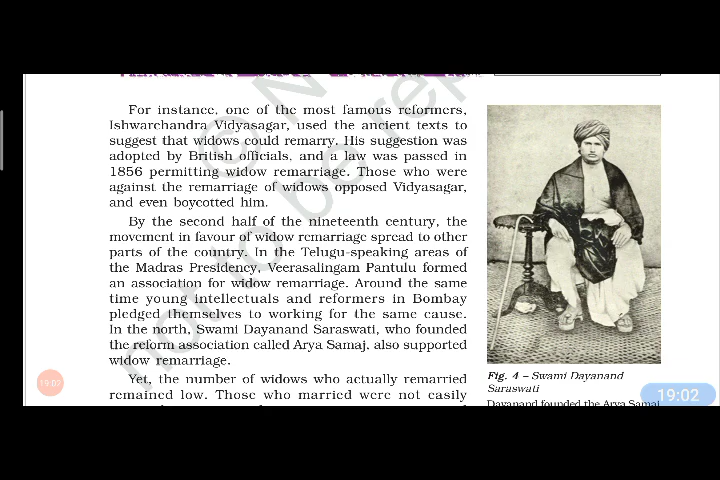 For instance, one of the most famous reformers,
Ishwarchandra Vidyasagar, used the ancient texts to
suggest that widows could remarry. His suggestion was
adopted by British officials, and a law was passed in
1856 permitting widow remarriage. Those who were
against the remarriage of widows opposed Vidyasagar,
and even boycotted him.
By the second half of the nineteenth century, the
movement in favour of widow remarriage spread to other
parts of the country. In the Telugu-speaking areas of
the Madras Presidency, Veerasalingam Pantulu formed
an association for widow remarriage. Around the same
time young intellectuals and reformers in Bombay
pledged themselves to working for the same cause.
In the north, Swami Dayanand Saraswati, who founded
the reform association called Arya Samaj, also supported
widow remarriage.
Yet, the number of widows who actually remarried
remained low. Those who married were not easily
Fig. 4 – Swami Dayanand
Saraswati
Dayanand founded the Arya Samaj
19:07
19:02
© N
not to be rep